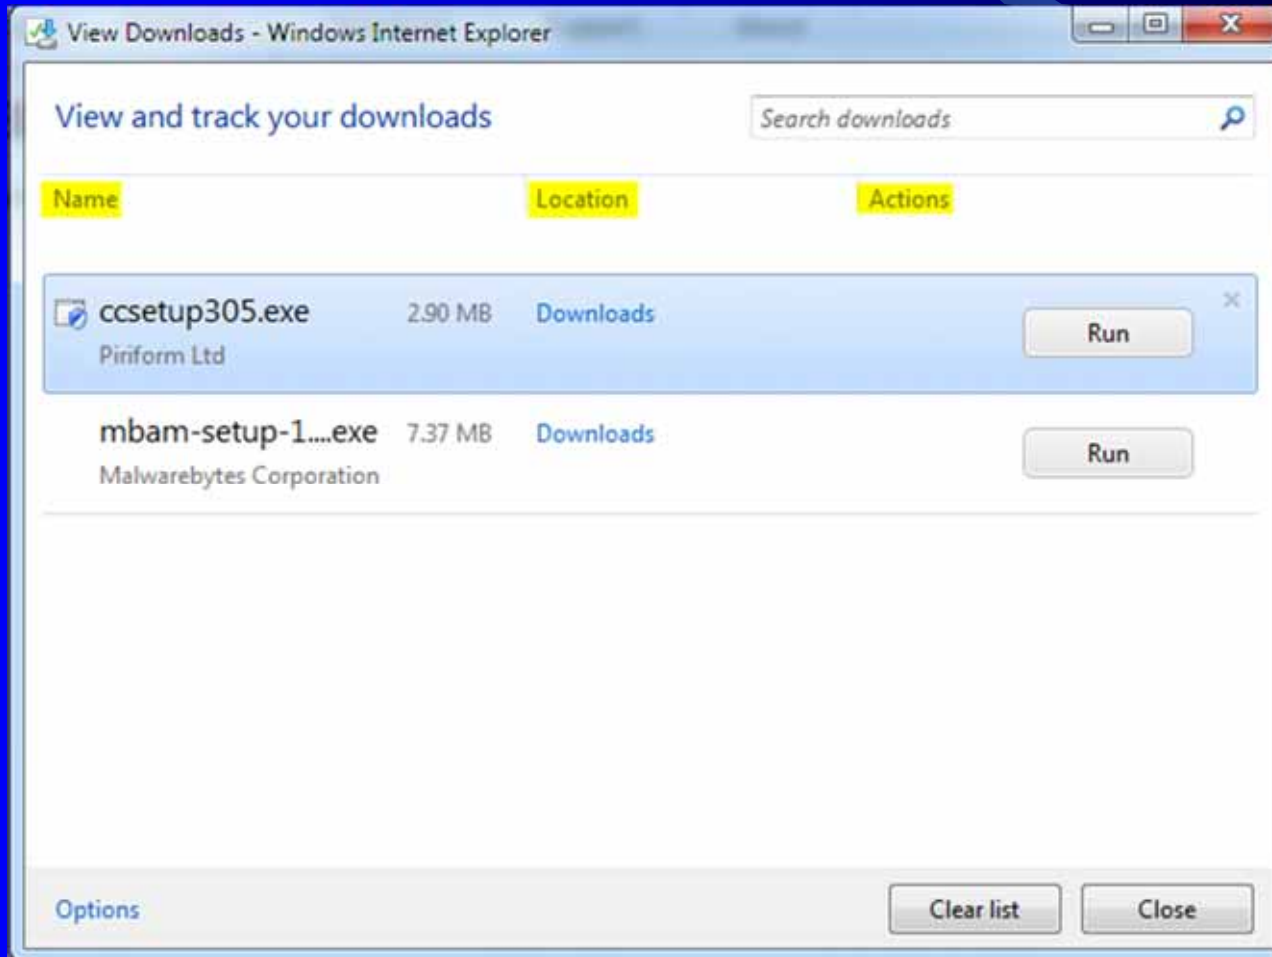 View Downloads - Windows Internet Explorer
View and track your downloads
Search downloads
Name Location Actions
ccsetup305.exe 2.90 MB Downloads Run
Piriform Ltd
mbam-setup-1....exe 7.37 MB Downloads Run
Malwarebytes Corporation
Options Clear list Close